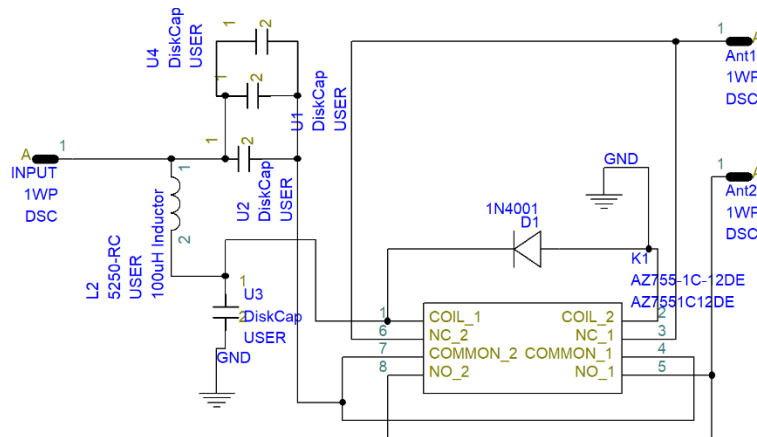 1
2
U4
DiskCap
USER
1
2
U1
DiskCap
USER
A
1
INPUT
1WP
DSC
1
2
U2
DiskCap
USER
1
2
L2
5250-RC
USER
100uH Inductor
1
2
U3
DiskCap
USER
GND
GND
1N4001
D1
K1
AZ755-1C-12DE
AZ7551C12DE
1 COIL_1 COIL_2 2
6 NC_2 NC_1 3
7 COMMON_2 COMMON_1 4
8 NO_2 NO_1 5
1
A
Ant1
1WP
DSC
1
A
Ant2
1WP
DSC